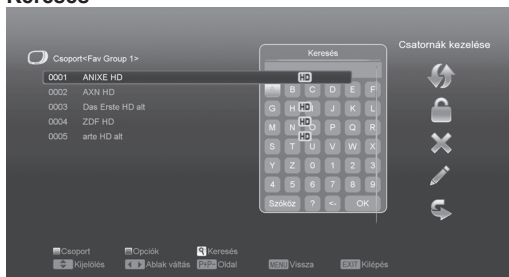 Keresés
Csoport<Fav Group 1>
Keresés
Csatornák kezelése
0001 ANIXE HD HD
0002 AXN HD
0003 Das Erste HD alt HD
0004 ZDF HD HD
0005 arte HD alt HD
A B C D E F
G H I J K L
M N O P Q R
S T U V W X
Y Z 0 1 2 3
4 5 6 7 8 9
Szóköz ? <- OK
Csoport Opciók Keresés
Kijelölés Ablak váltás P+/P- Oldal MENU Vissza EXIT Kilépés